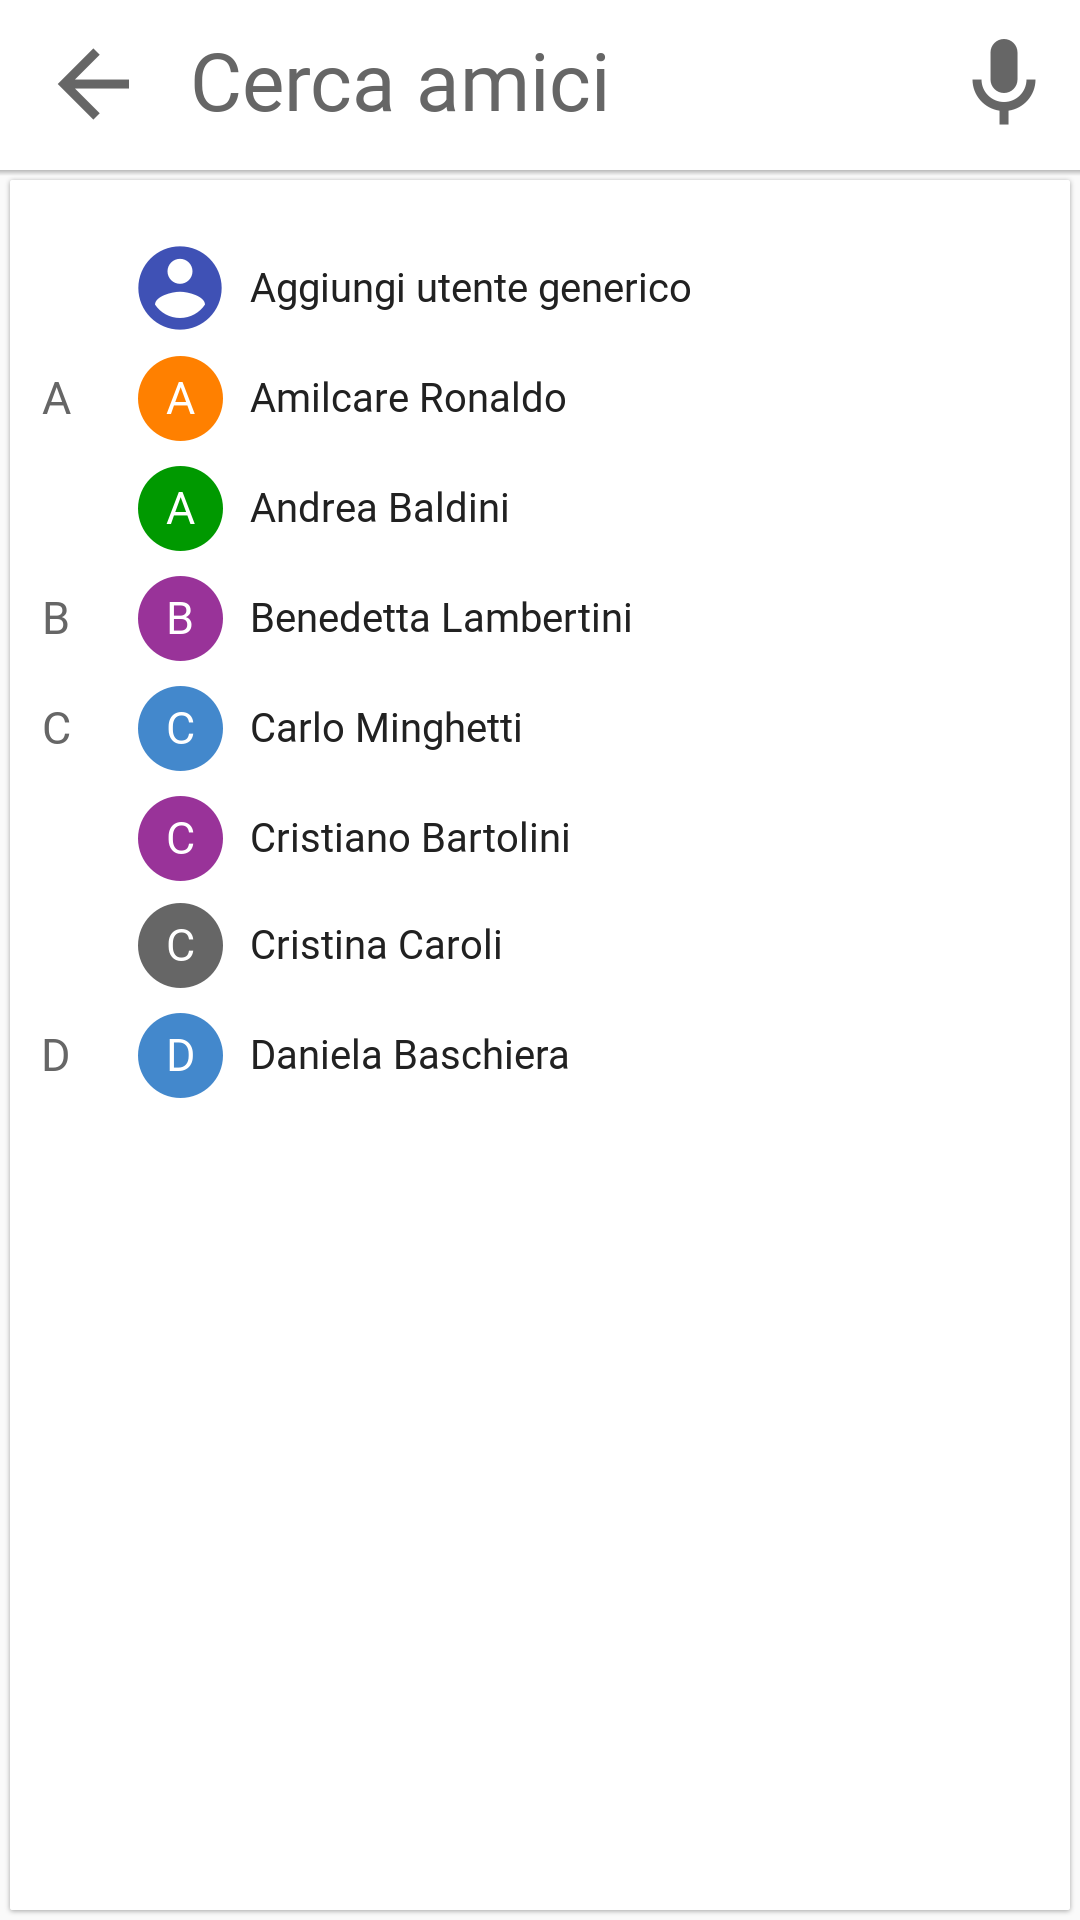 Cerca amici
Aggiungi utente generico
A A Amilcare Ronaldo
A Andrea Baldini
B B Benedetta Lambertini
C C Carlo Minghetti
C Cristiano Bartolini
C Cristina Caroli
D D Daniela Baschiera